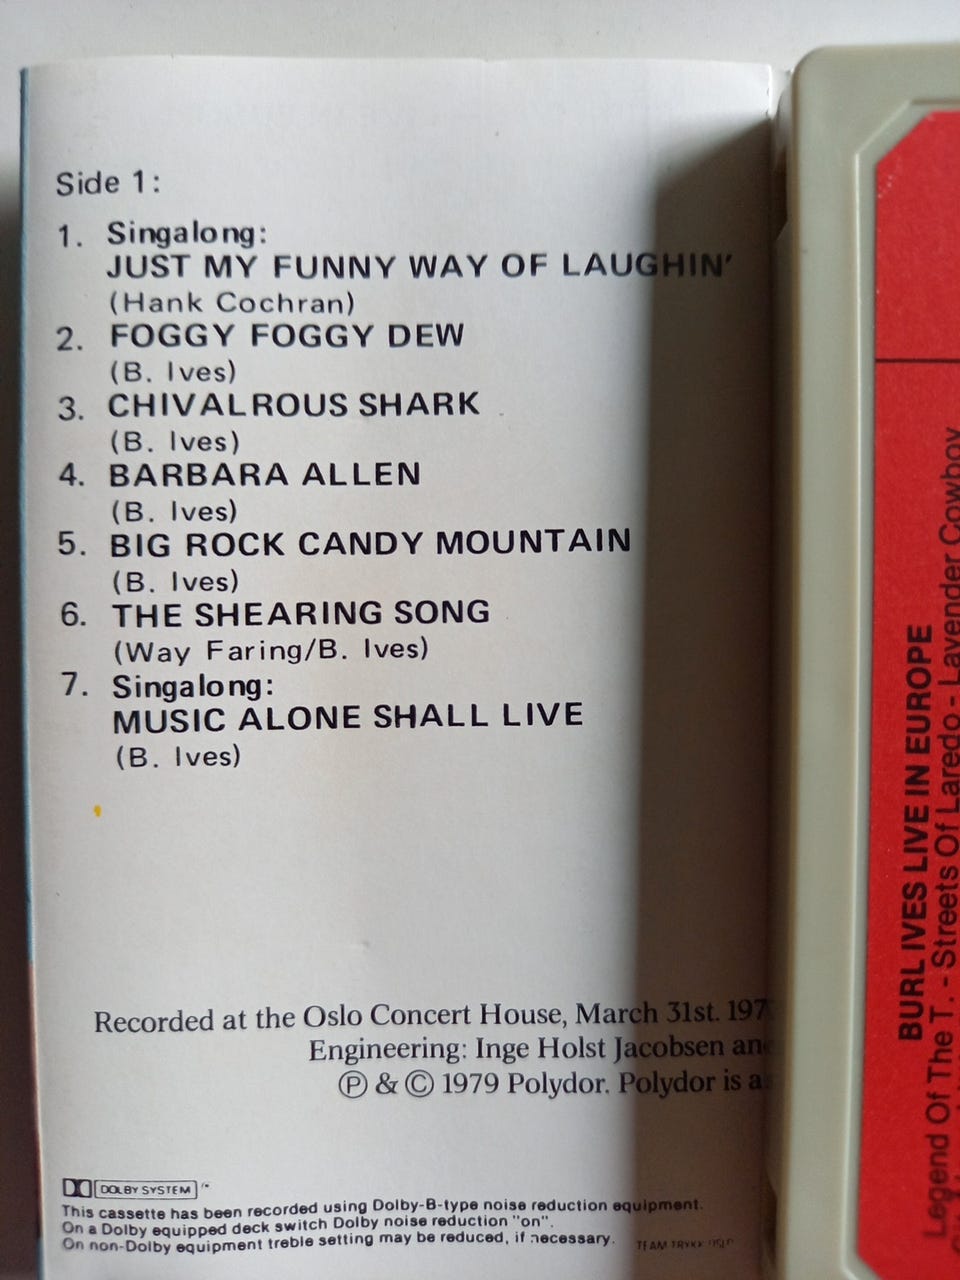 Side 1:
1. Singalong:
JUST MY FUNNY WAY OF LAUGHIN'
(Hank Cochran)
2. FOGGY FOGGY DEW
(B. Ives)
3. CHIVALROUS SHARK
(B. Ives)
4. BARBARA ALLEN
(B. Ives)
5. BIG ROCK CANDY MOUNTAIN
(B. Ives)
6. THE SHEARING SONG
(Way Faring/B. Ives)
7. Singalong:
MUSIC ALONE SHALL LIVE
(B. Ives)
Recorded at the Oslo Concert House, March 31st. 197
Engineering: Inge Holst Jacobsen an
Ⓟ & © 1979 Polydor. Polydor is a
DOLBY SYSTEM
This cassette has been recorded using Dolby-B-type noise reduction equipment.
On a Dolby equipped deck switch Dolby noise reduction "on".
On non-Dolby equipment treble setting may be reduced, if necessary.
TEAM TRYKK
BURL IVES LIVE IN EUROPE
Legend Of The T. - Streets Of Laredo - Lavender Cowboy